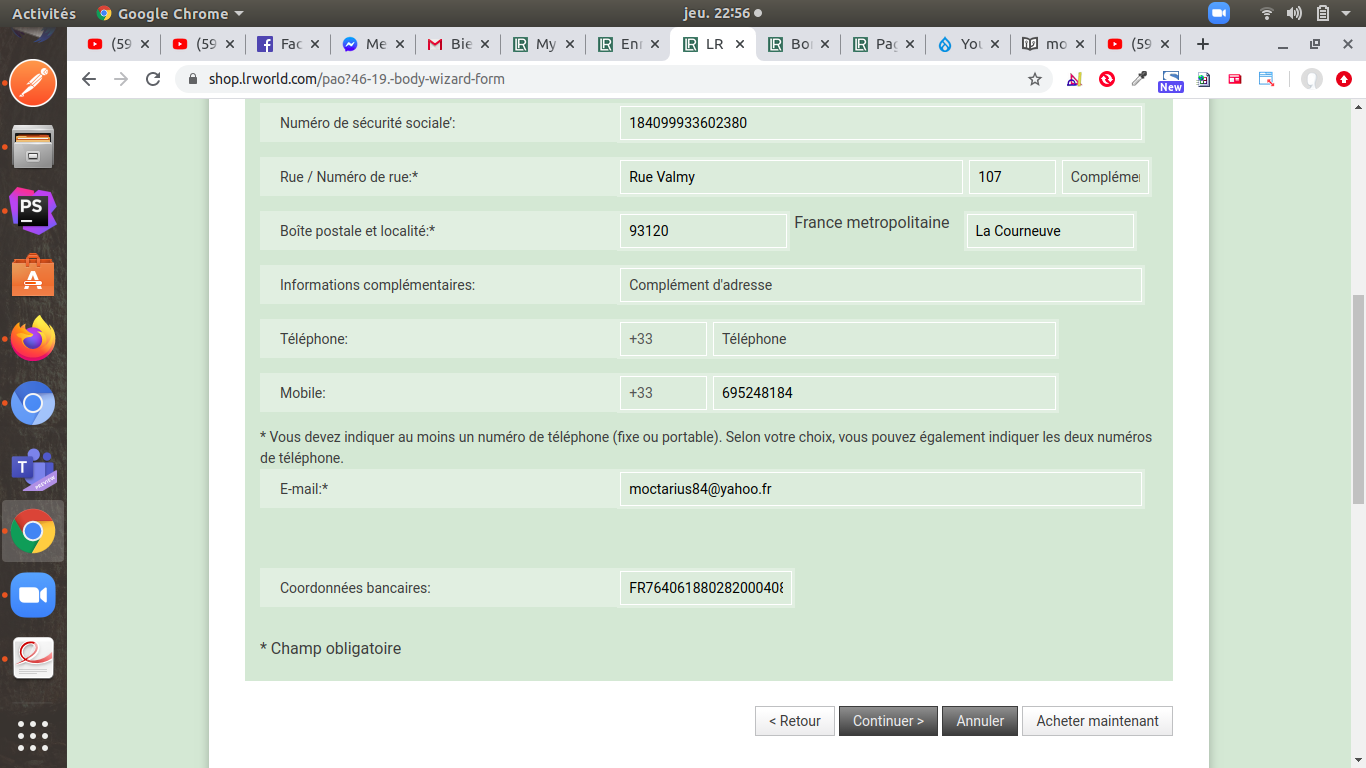 Activités Google Chrome jeu. 22:56
(59 (59 Fac Me Bie My Enr LR Bor Pag You mo (59
shop.lrworld.com/pao?46-19.-body-wizard-form
New
Numéro de sécurité sociale‘: 184099933602380
Rue / Numéro de rue:* Rue Valmy 107 Complémen
Boîte postale et localité:* 93120 France metropolitaine La Courneuve
Informations complémentaires: Complément d'adresse
Téléphone: +33 Téléphone
Mobile: +33 695248184
* Vous devez indiquer au moins un numéro de téléphone (fixe ou portable). Selon votre choix, vous pouvez également indiquer les deux numéros
de téléphone.
E-mail:* moctarius84@yahoo.fr
Coordonnées bancaires: FR764061880282000408
* Champ obligatoire
< Retour Continuer > Annuler Acheter maintenant
PS
PREVIEW